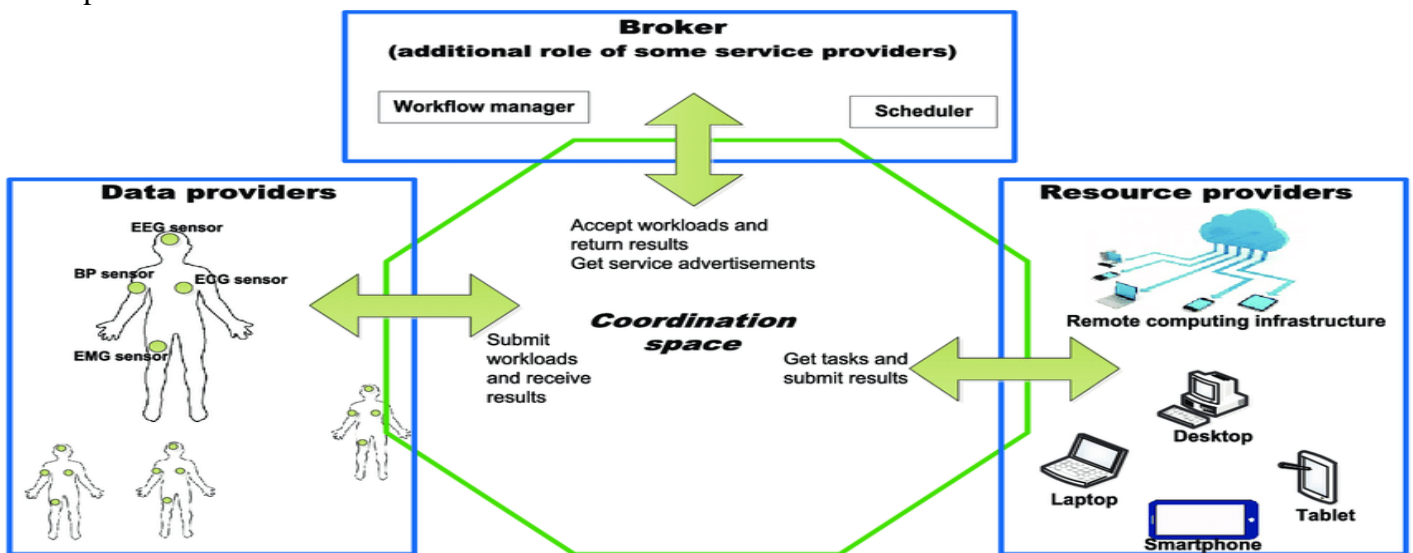 Broker
(additional role of some service providers)
Workflow manager
Scheduler
Data providers
EEG sensor
BP sensor
ECG sensor
EMG sensor
Accept workloads and
return results
Get service advertisements
Coordination
space
Submit
workloads
and receive
results
Get tasks and
submit results
Resource providers
Remote computing infrastructure
Desktop
Laptop
Tablet
Smartphone